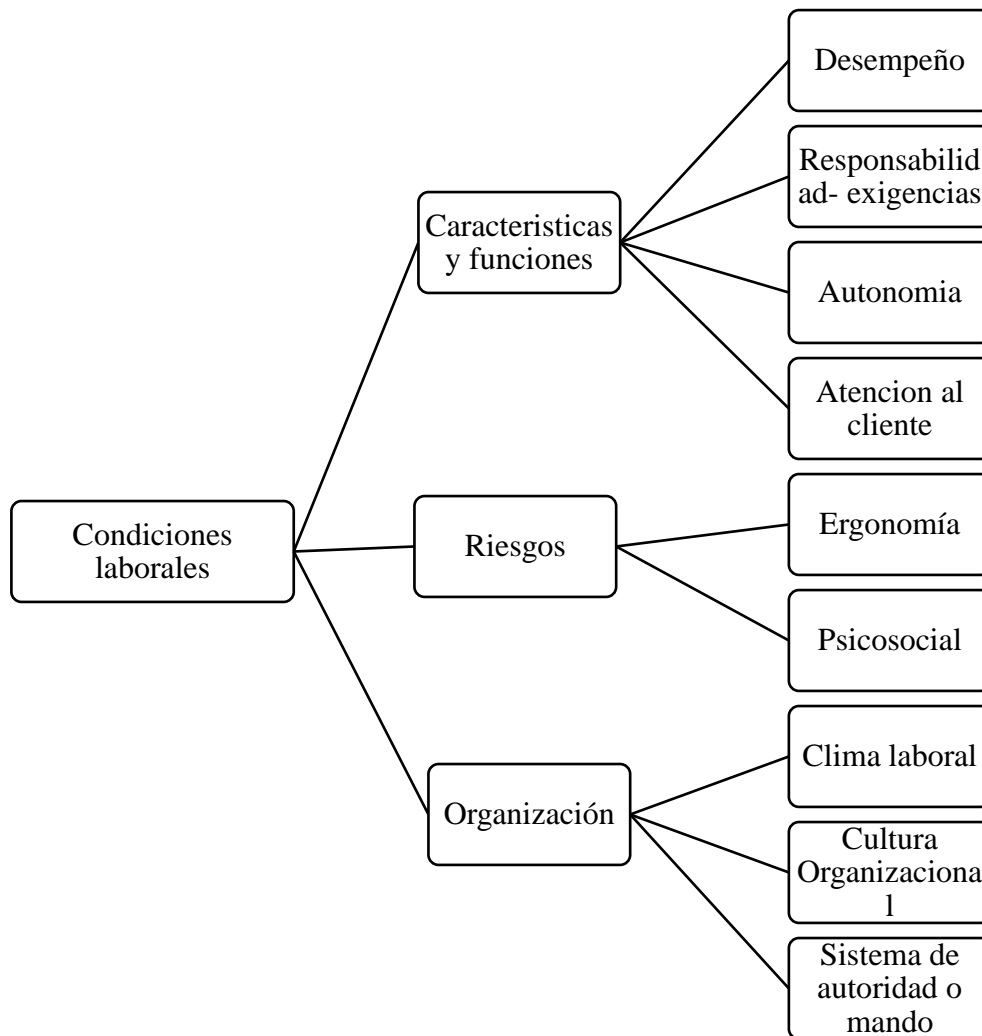 Desempeño
Responsabilid
ad- exigencias
Caracteristicas
y funciones
Autonomia
Atencion al
cliente
Condiciones
laborales
Riesgos
Ergonomía
Psicosocial
Clima laboral
Organización
Cultura
Organizaciona
l
Sistema de
autoridad o
mando